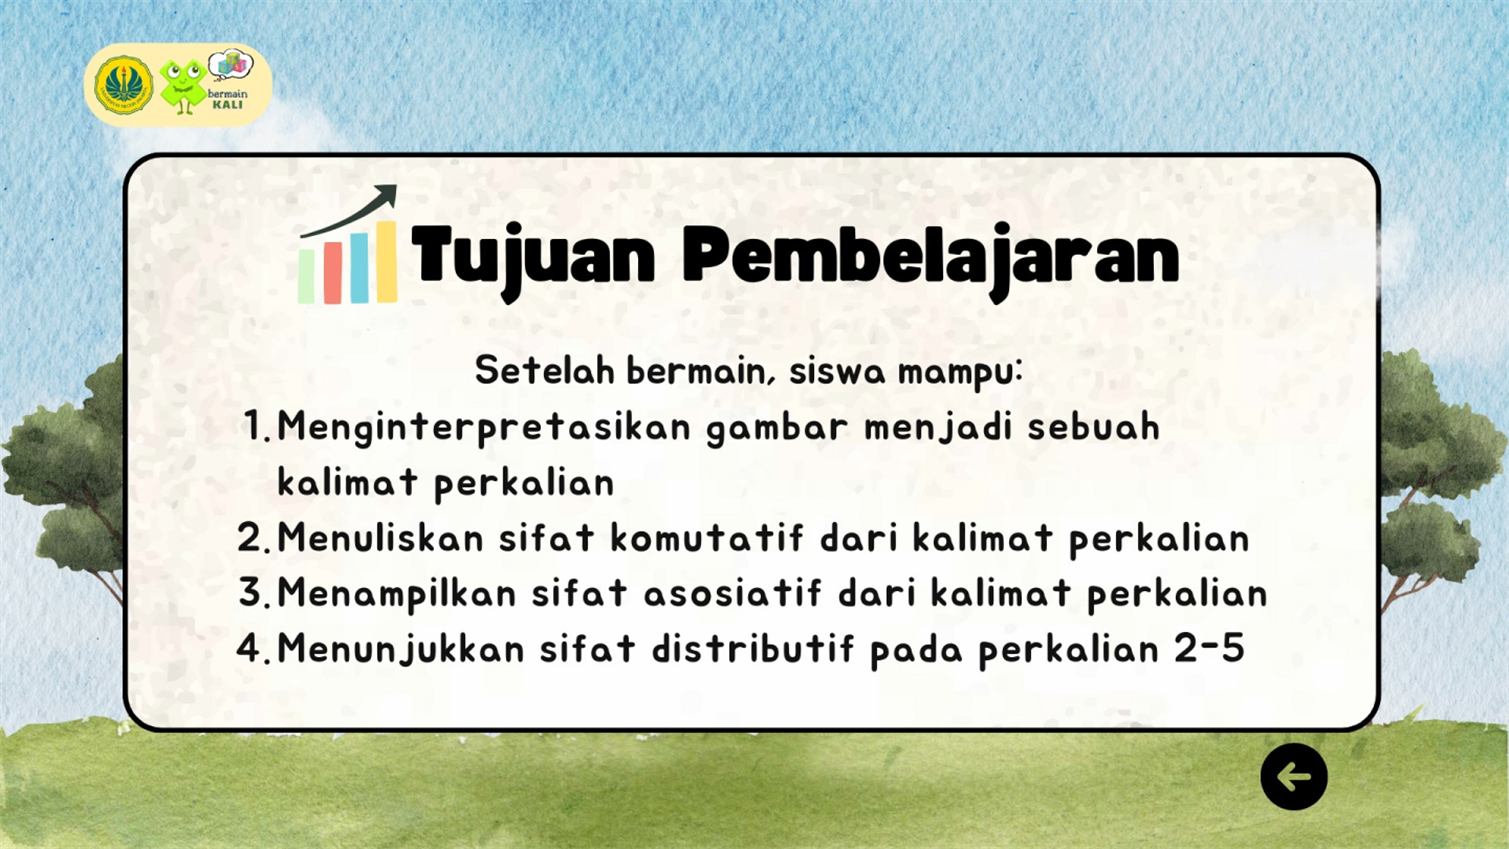 bermain
KALI
Tujuan Pembelajaran
Setelah bermain, siswa mampu:
1. Menginterpretasikan gambar menjadi sebuah
kalimat perkalian
2. Menuliskan sifat komutatif dari kalimat perkalian
3. Menampilkan sifat asosiatif dari kalimat perkalian
4. Menunjukkan sifat distributif pada perkalian 2-5